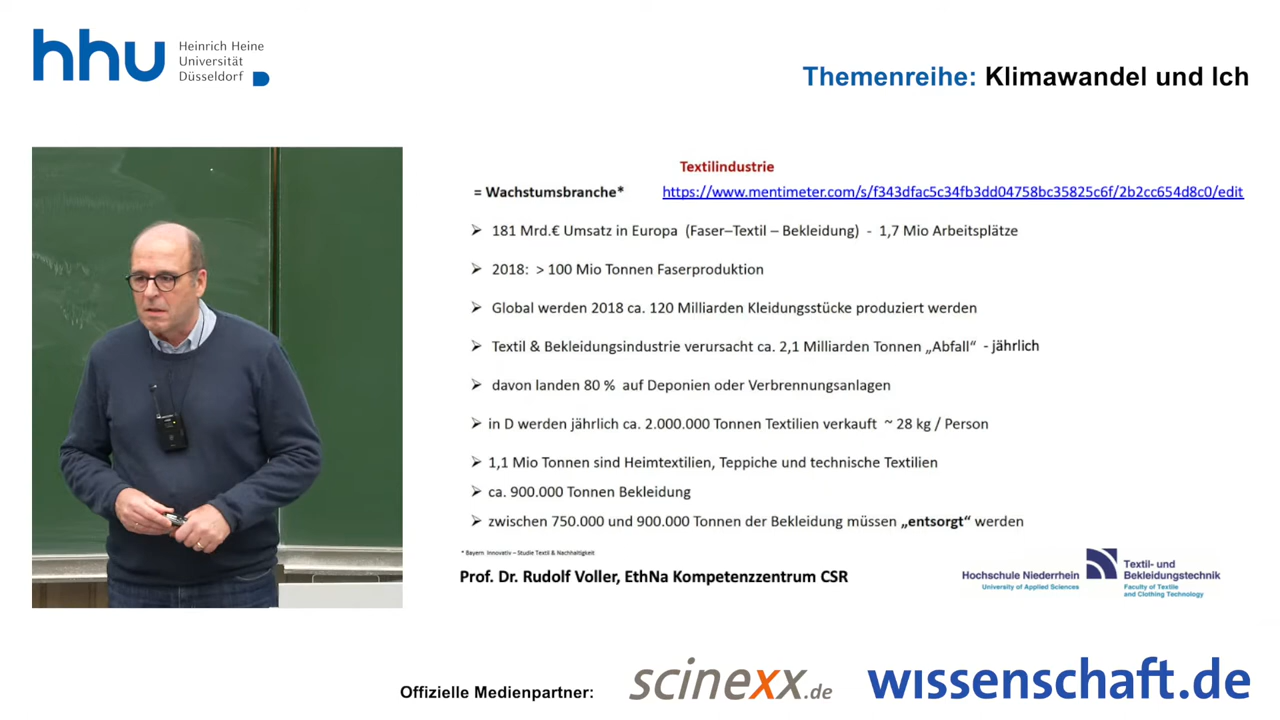 hhu Heinrich Heine
Universität
Düsseldorf
Themenreihe: Klimawandel und Ich
Textilindustrie
= Wachstumsbranche* https://www.mentimeter.com/s/f343dfac5c34fb3dd04758bc35825c6f/2b2cc654d8c0/edit
➢ 181 Mrd.€ Umsatz in Europa (Faser–Textil – Bekleidung) - 1,7 Mio Arbeitsplätze
➢ 2018: > 100 Mio Tonnen Faserproduktion
➢ Global werden 2018 ca. 120 Milliarden Kleidungsstücke produziert werden
➢ Textil & Bekleidungsindustrie verursacht ca. 2,1 Milliarden Tonnen „Abfall“ - jährlich
➢ davon landen 80 % auf Deponien oder Verbrennungsanlagen
➢ in D werden jährlich ca. 2.000.000 Tonnen Textilien verkauft ~ 28 kg / Person
➢ 1,1 Mio Tonnen sind Heimtextilien, Teppiche und technische Textilien
➢ ca. 900.000 Tonnen Bekleidung
➢ zwischen 750.000 und 900.000 Tonnen der Bekleidung müssen „entsorgt“ werden
* Bayern Innovativ – Studie Textil & Nachhaltigkeit
Prof. Dr. Rudolf Voller, EthNa Kompetenzzentrum CSR
Hochschule Niederrhein
University of Applied Sciences
Textil- und
Bekleidungstechnik
Faculty of Textile
and Clothing Technology
Offizielle Medienpartner: scinexx.de wissenschaft.de